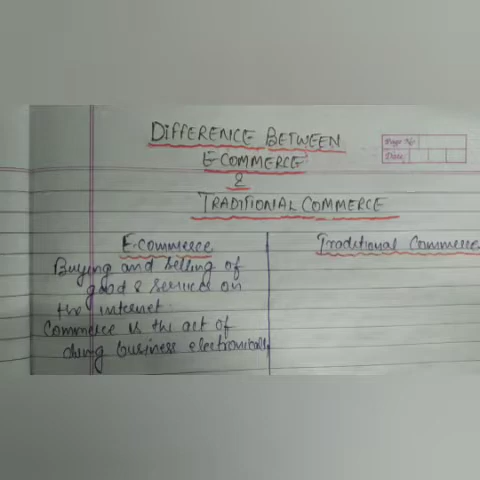 DIFFERENCE BETWEEN
E-COMMERCE
&
TRADITIONAL COMMERCE
Page No.
Date
E-commerce
Traditional Commerce
Buying and selling of
good & services on
the internet.
Commerce is the act of
doing business electronically